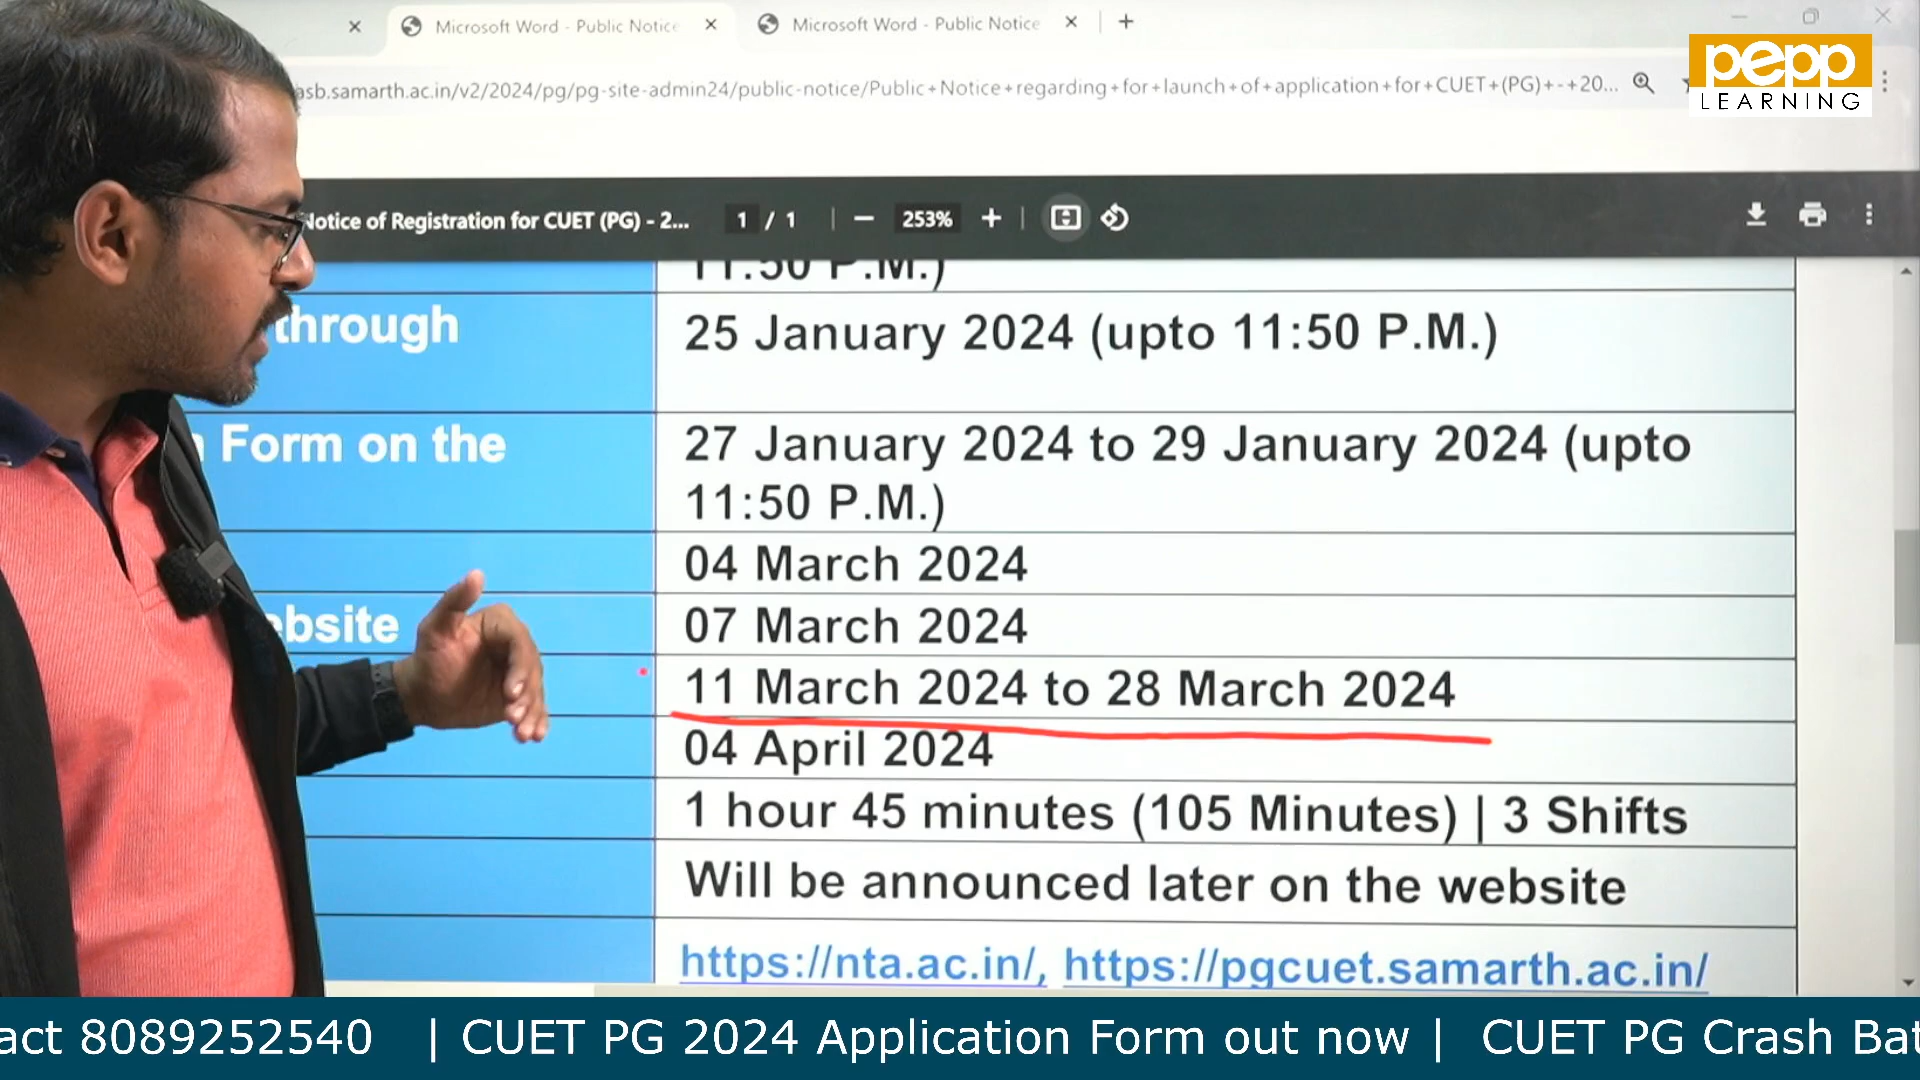 Microsoft Word - Public Notice
Microsoft Word - Public Notice
asb.samarth.ac.in/v2/2024/pg/pg-site-admin24/public-notice/Public+Notice+regarding+for+launch+of+application+for+CUET+(PG)+-+20...
pepp
LEARNING
Notice of Registration for CUET (PG) - 2...
1 / 1
253%
11:50 P.M.)
through
25 January 2024 (upto 11:50 P.M.)
Form on the
27 January 2024 to 29 January 2024 (upto
11:50 P.M.)
04 March 2024
ebsite
07 March 2024
11 March 2024 to 28 March 2024
04 April 2024
1 hour 45 minutes (105 Minutes) | 3 Shifts
Will be announced later on the website
https://nta.ac.in/, https://pgcuet.samarth.ac.in/
act 8089252540 | CUET PG 2024 Application Form out now | CUET PG Crash Bat